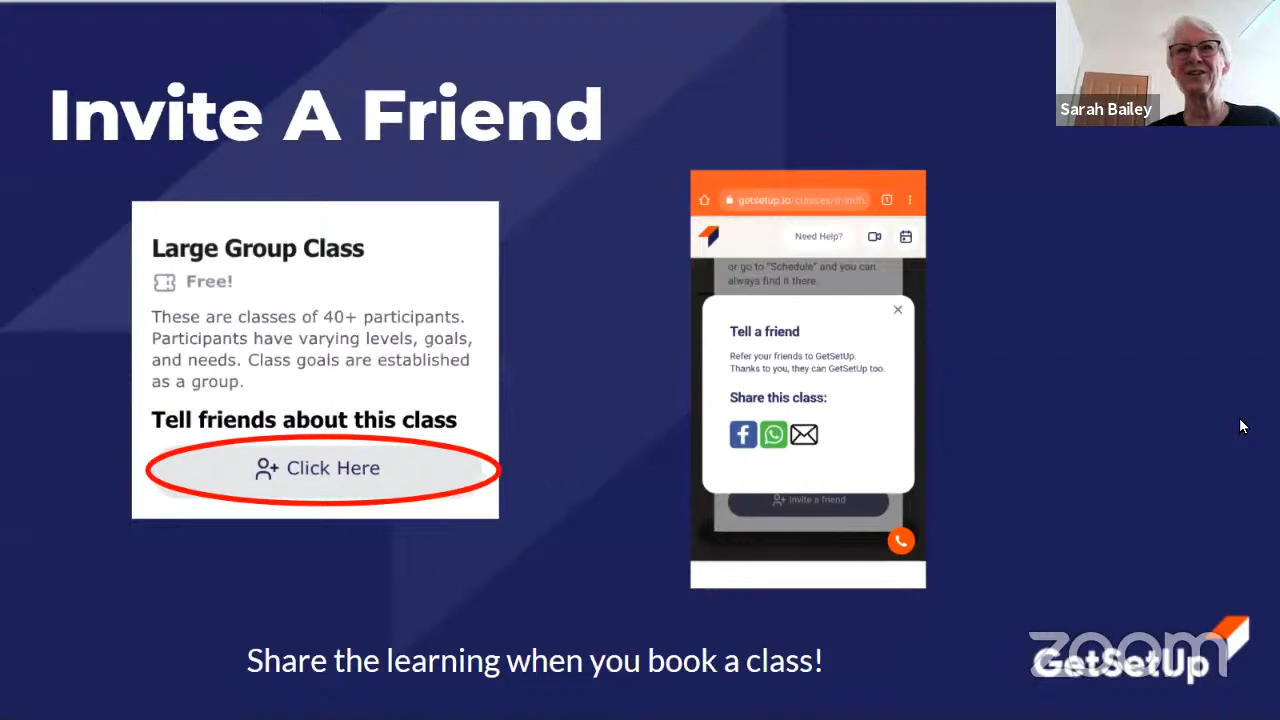 Invite A Friend
Sarah Bailey
Large Group Class
Free!
These are classes of 40+ participants.
Participants have varying levels, goals,
and needs. Class goals are established
as a group.
Tell friends about this class
Click Here
getsetup.io/classes/mindfu
1
Need Help?
or go to "Schedule" and you can
always find it there.
Tell a friend
Refer your friends to GetSetUp.
Thanks to you, they can GetSetUp too.
Share this class:
Invite a friend
Share the learning when you book a class!
zoom
GetSetUp